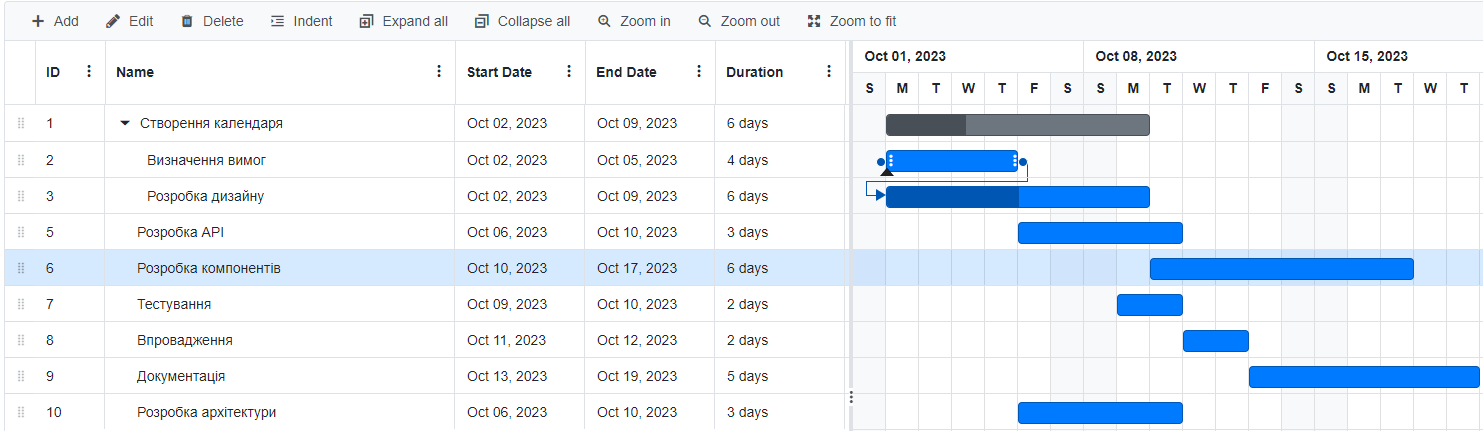 Add Edit Delete Indent Expand all Collapse all Zoom in Zoom out Zoom to fit
Oct 01, 2023 Oct 08, 2023 Oct 15, 2023
ID Name Start Date End Date Duration
S M T W T F S S M T W T F S S M T W T
1 Створення календаря Oct 02, 2023 Oct 09, 2023 6 days
2 Визначення вимог Oct 02, 2023 Oct 05, 2023 4 days
3 Розробка дизайну Oct 02, 2023 Oct 09, 2023 6 days
5 Розробка API Oct 06, 2023 Oct 10, 2023 3 days
6 Розробка компонентів Oct 10, 2023 Oct 17, 2023 6 days
7 Тестування Oct 09, 2023 Oct 10, 2023 2 days
8 Впровадження Oct 11, 2023 Oct 12, 2023 2 days
9 Документація Oct 13, 2023 Oct 19, 2023 5 days
10 Розробка архітектури Oct 06, 2023 Oct 10, 2023 3 days